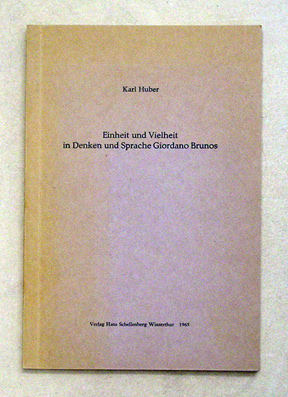 Karl Huber
Einheit und Vielheit
in Denken und Sprache Giordano Brunos
Verlag Hans Schellenberg Winterthur 1965